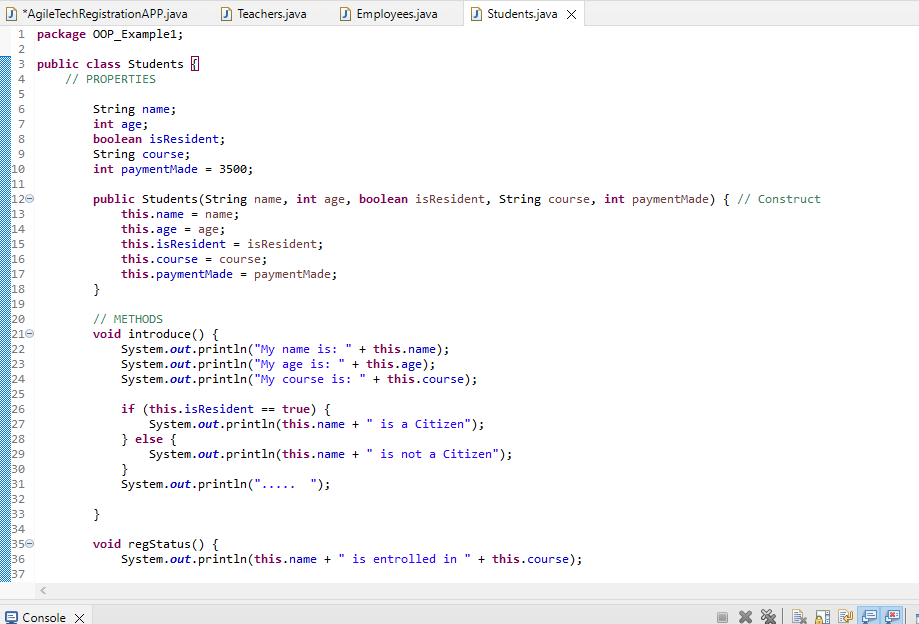 *AgileTechRegistrationAPP.java Teachers.java Employees.java Students.java
1 package OOP_Example1;
2
3 public class Students {
4 // PROPERTIES
5
6 String name;
7 int age;
8 boolean isResident;
9 String course;
10 int paymentMade = 3500;
11
12 public Students(String name, int age, boolean isResident, String course, int paymentMade) { // Construct
13 this.name = name;
14 this.age = age;
15 this.isResident = isResident;
16 this.course = course;
17 this.paymentMade = paymentMade;
18 }
19
20 // METHODS
21 void introduce() {
22 System.out.println("My name is: " + this.name);
23 System.out.println("My age is: " + this.age);
24 System.out.println("My course is: " + this.course);
25
26 if (this.isResident == true) {
27 System.out.println(this.name + " is a Citizen");
28 } else {
29 System.out.println(this.name + " is not a Citizen");
30 }
31 System.out.println(".....  ");
32
33 }
34
35 void regStatus() {
36 System.out.println(this.name + " is entrolled in " + this.course);
37
Console